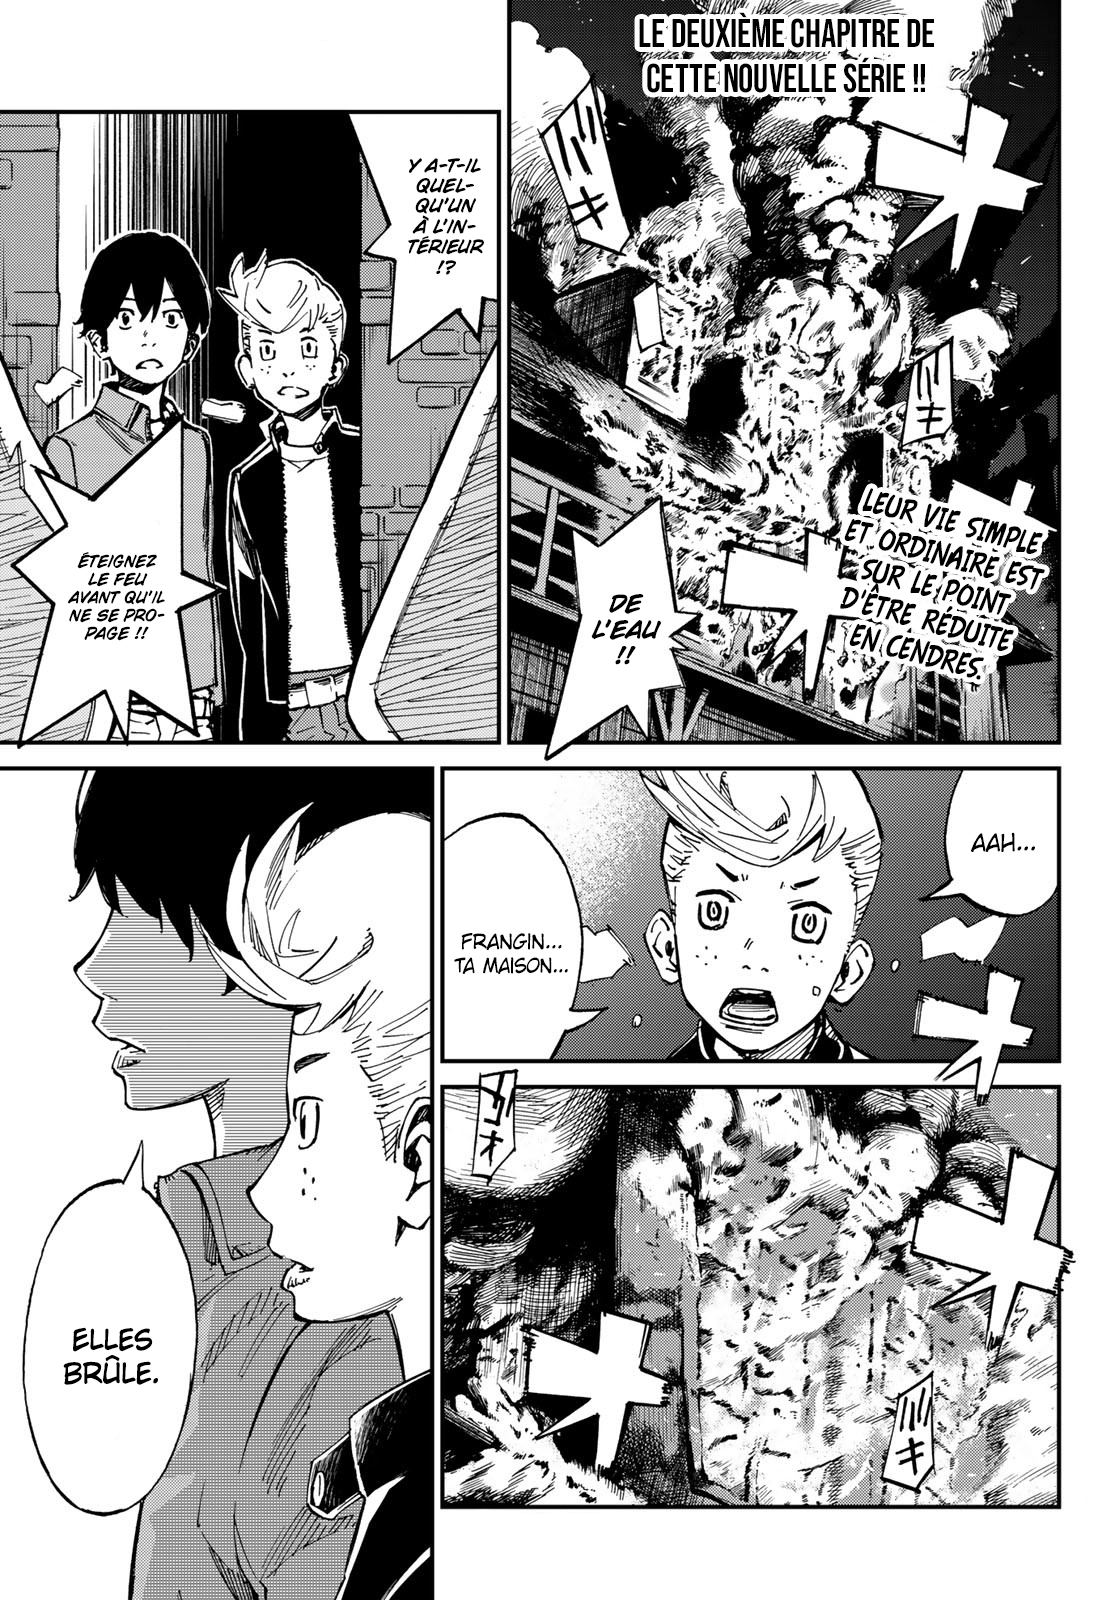 LE DEUXIÈME CHAPITRE DE
CETTE NOUVELLE SERIE !!
LEUR VIE SIMPLE
ET ORDINAIRE EST
SUR LE POINT
D'ÊTRE RÉDUITE
EN CENDRES.
DE
L'EAU
!!
Y A-T-IL
QUEL-
QU'UN
À L'IN-
TÉRIEUR
!?
ÉTEIGNEZ
LE FEU
AVANT QU'IL
NE SE PRO-
PAGE !!
AAH...
FRANGIN...
TA MAISON...
ELLES
BRÛLE.